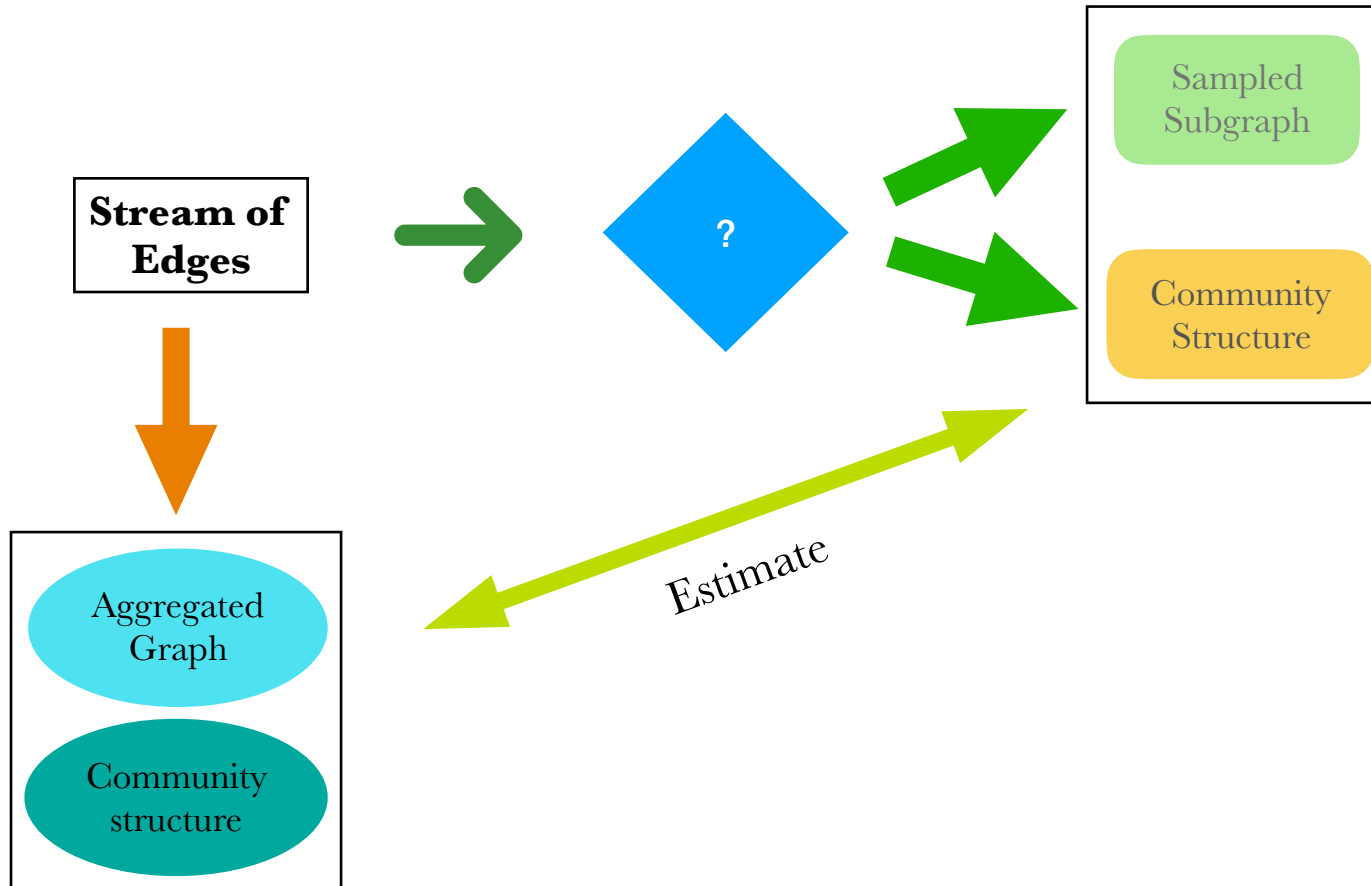 Sampled
Subgraph
Stream of
Edges
?
Community
Structure
Estimate
Aggregated
Graph
Community
structure